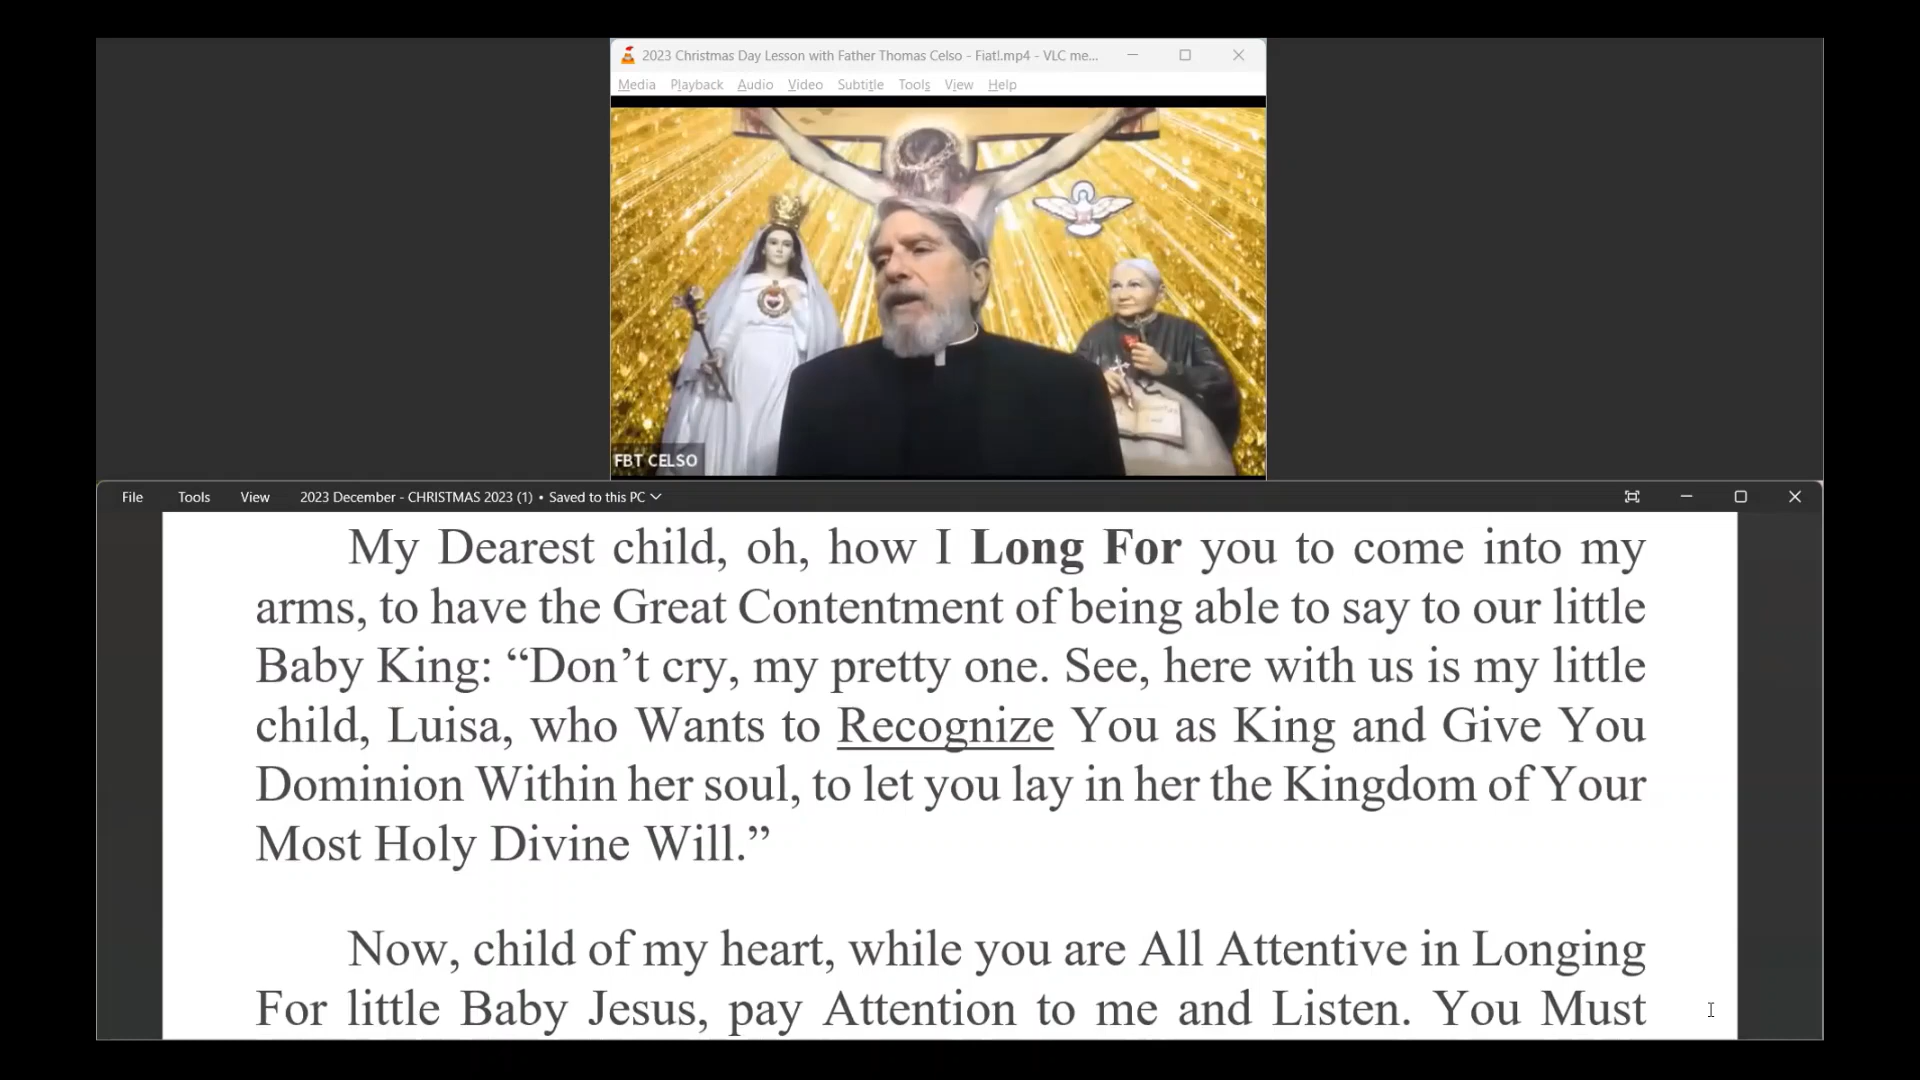 2023 Christmas Day Lesson with Father Thomas Celso - Fiat!.mp4 - VLC me...
Media Playback Audio Video Subtitle Tools View Help
FBT CELSO
File Tools View 2023 December - CHRISTMAS 2023 (1) • Saved to this PC
My Dearest child, oh, how I Long For you to come into my
arms, to have the Great Contentment of being able to say to our little
Baby King: “Don’t cry, my pretty one. See, here with us is my little
child, Luisa, who Wants to Recognize You as King and Give You
Dominion Within her soul, to let you lay in her the Kingdom of Your
Most Holy Divine Will.”
Now, child of my heart, while you are All Attentive in Longing
For little Baby Jesus, pay Attention to me and Listen. You Must